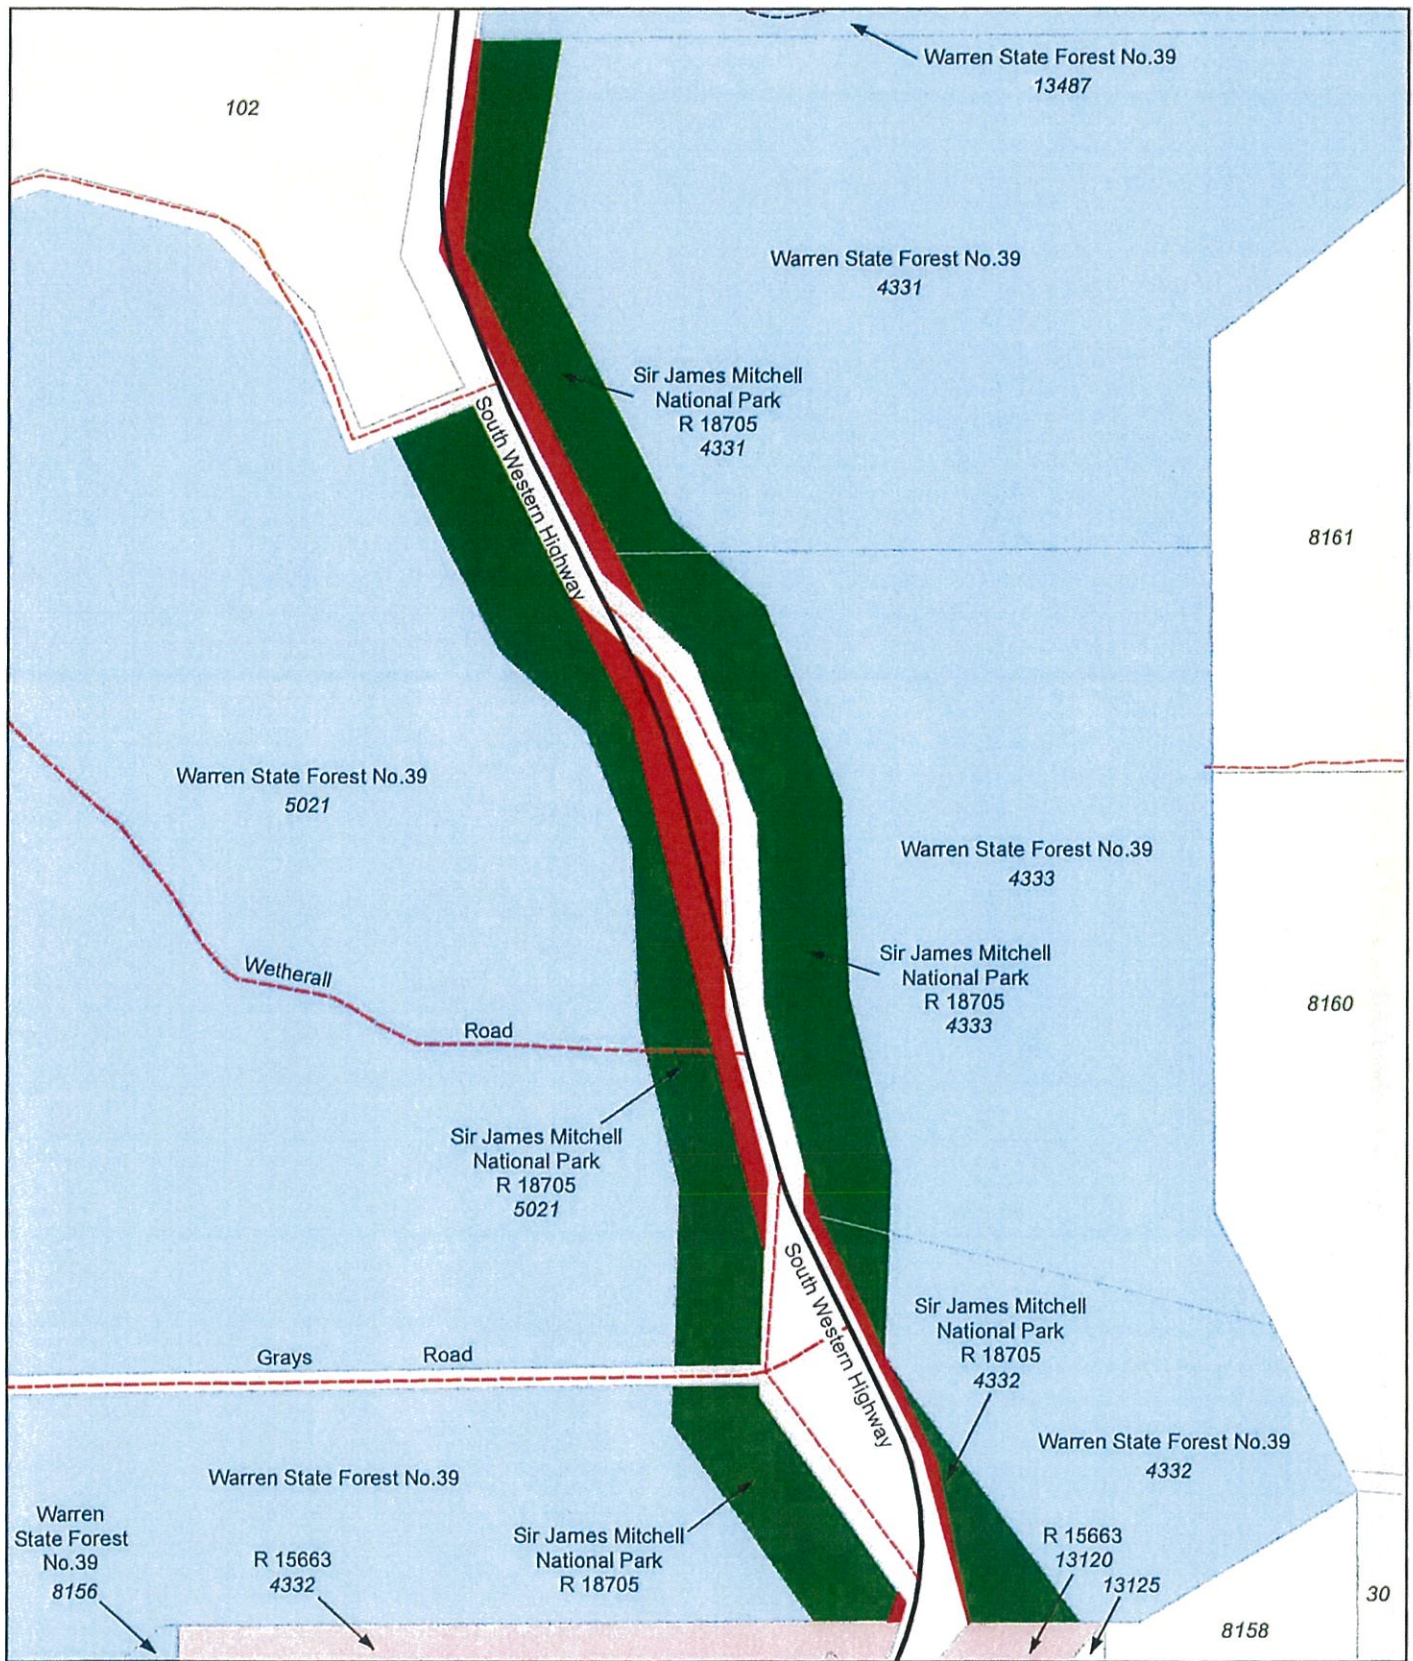 Warren State Forest No.39
13487
102
Warren State Forest No.39
4331
Sir James Mitchell
National Park
R 18705
4331
South Western Highway
8161
Warren State Forest No.39
5021
Warren State Forest No.39
4333
Sir James Mitchell
National Park
R 18705
4333
Wetherall
Road
8160
Sir James Mitchell
National Park
R 18705
5021
South Western Highway
Sir James Mitchell
National Park
R 18705
4332
Grays Road
Warren State Forest No.39
4332
Warren State Forest No.39
Warren
State Forest
No.39
8156
R 15663
4332
Sir James Mitchell
National Park
R 18705
R 15663
13120
13125
30
8158